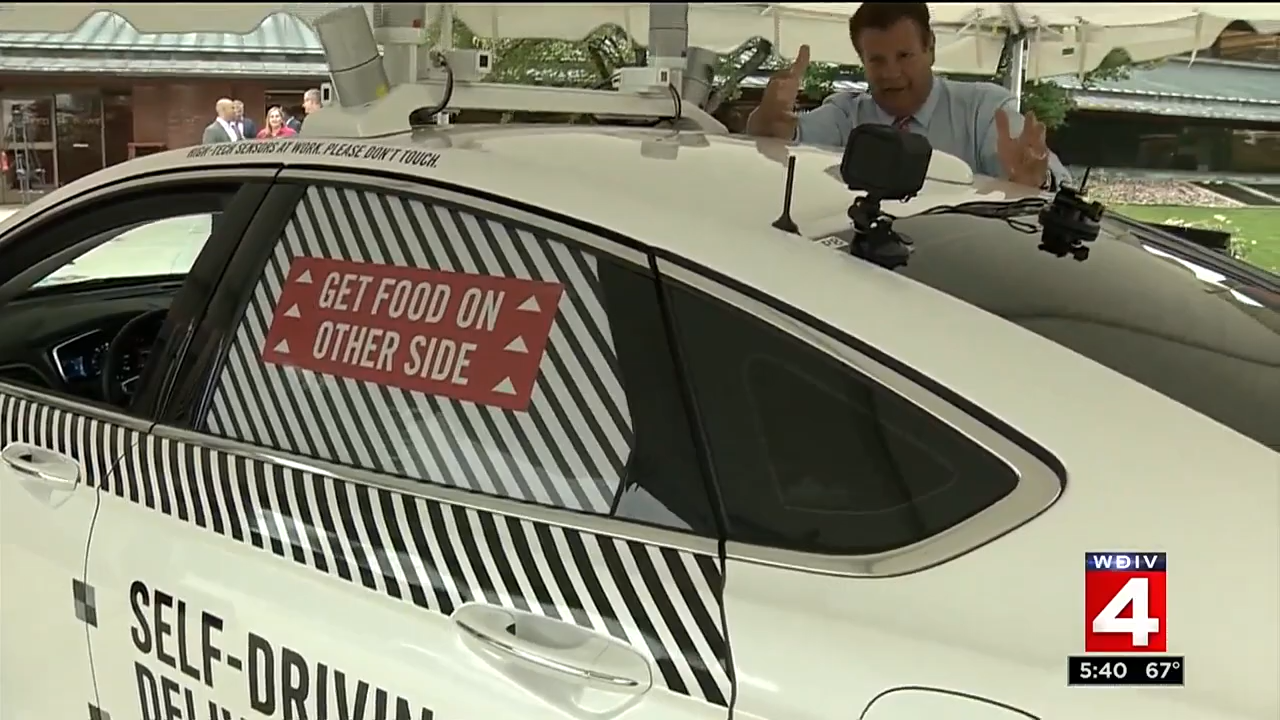 HIGH-TECH SENSORS AT WORK. PLEASE DON'T TOUCH.
GET FOOD ON
OTHER SIDE
SELF-DRIVIN
DELI
WDIV
4
5:40 67°